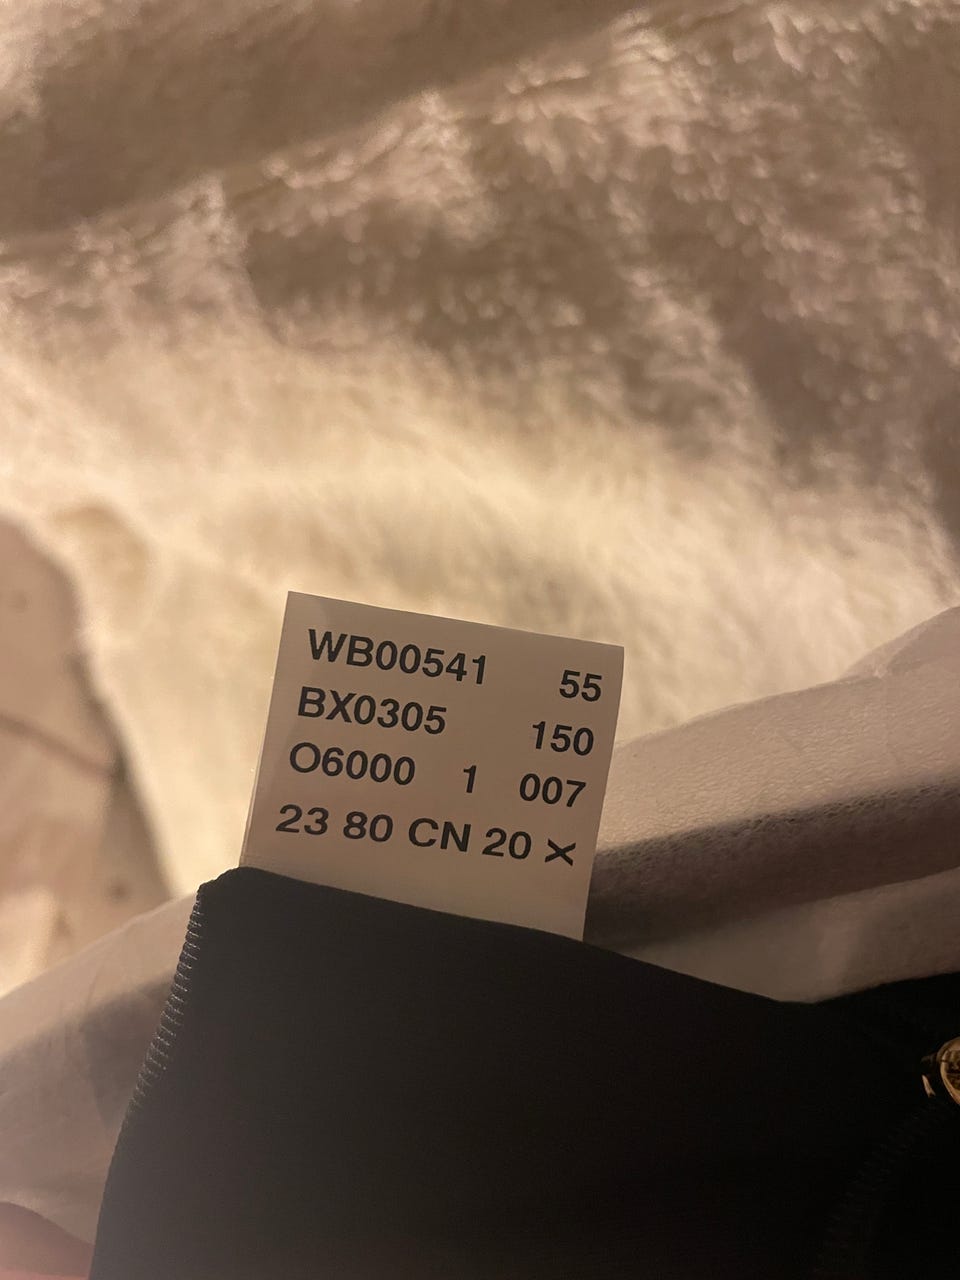 WB00541 55
BX0305 150
O6000 1 007
23 80 CN 20 X